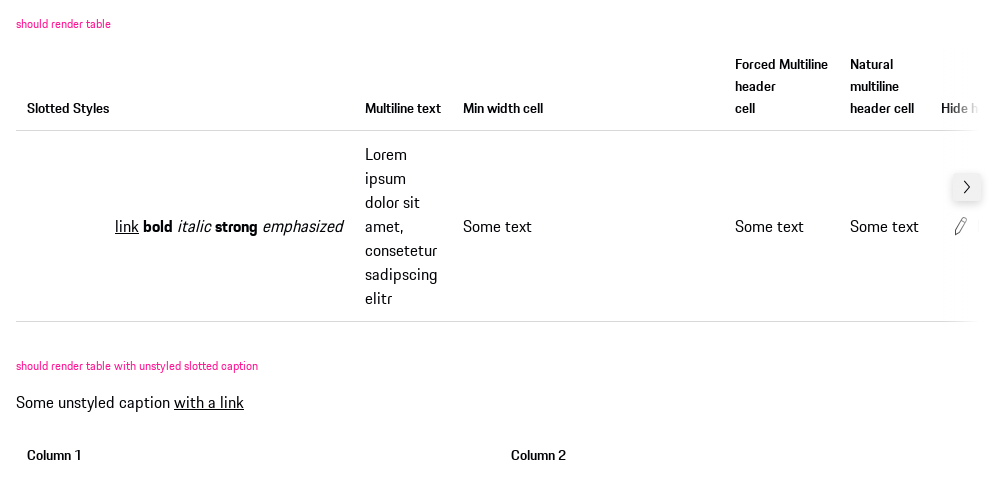 should render table
Slotted Styles
Multiline text
Min width cell
Forced Multiline
header
cell
Natural
multiline
header cell
Hide h
link bold italic strong emphasized
Lorem
ipsum
dolor sit
amet,
consetetur
sadipscing
elitr
Some text
Some text
Some text
should render table with unstyled slotted caption
Some unstyled caption with a link
Column 1
Column 2